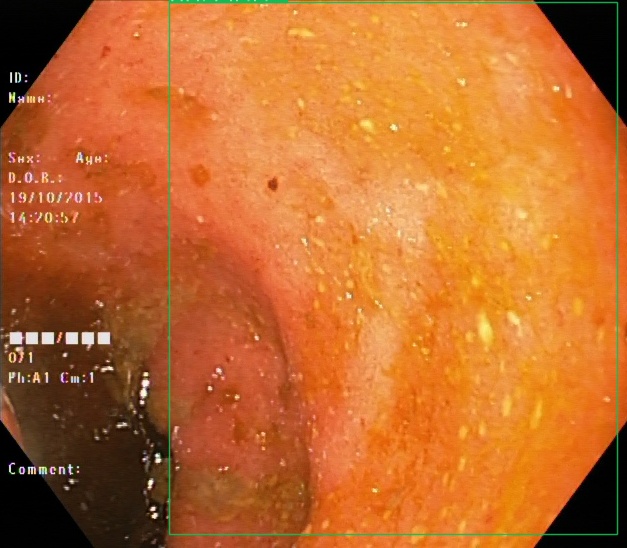 ID:
Name:
Sex: Age:
D.O.B.:
19/10/2015
14:20:57
■■■/■■■
0/1
Ph:A1 Cm:1
Comment: